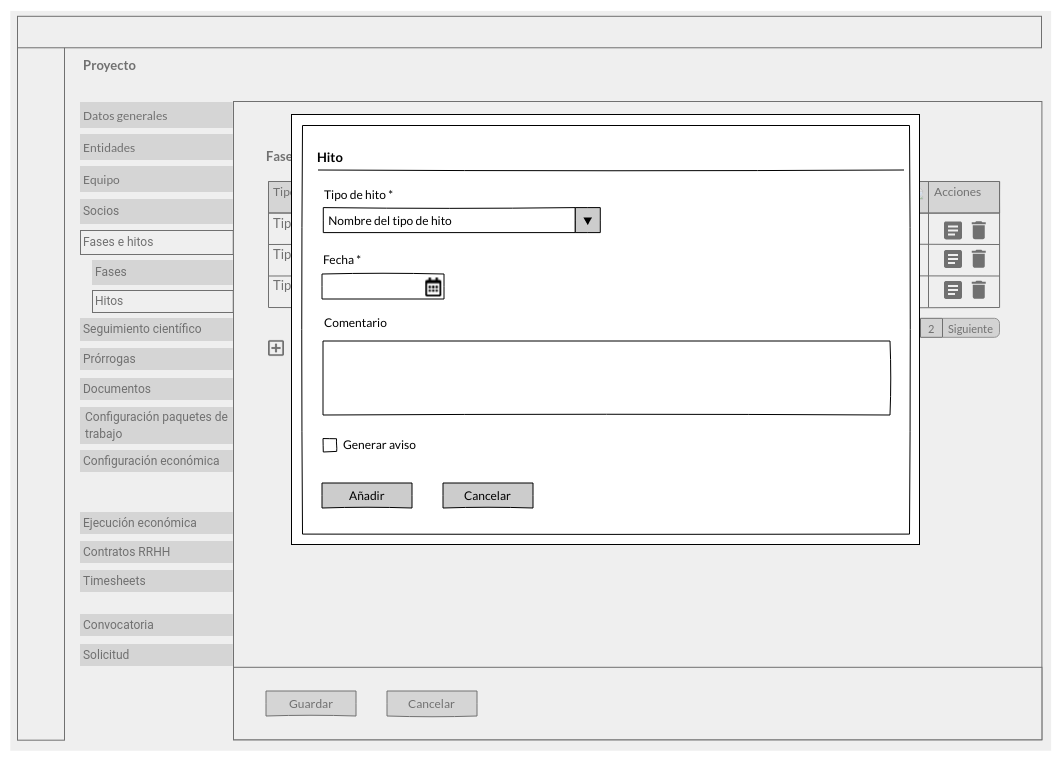 Proyecto
Datos generales
Entidades
Equipo
Socios
Fases e hitos
Fases
Hitos
Seguimiento científico
Prórrogas
Documentos
Configuración paquetes de
trabajo
Configuración económica
Ejecución económica
Contratos RRHH
Timesheets
Convocatoria
Solicitud
Fase
Tip
Acciones
Tip
Tip
Tip
2 Siguiente
Hito
Tipo de hito *
Nombre del tipo de hito
Fecha *
Comentario
Generar aviso
Añadir Cancelar
Guardar Cancelar